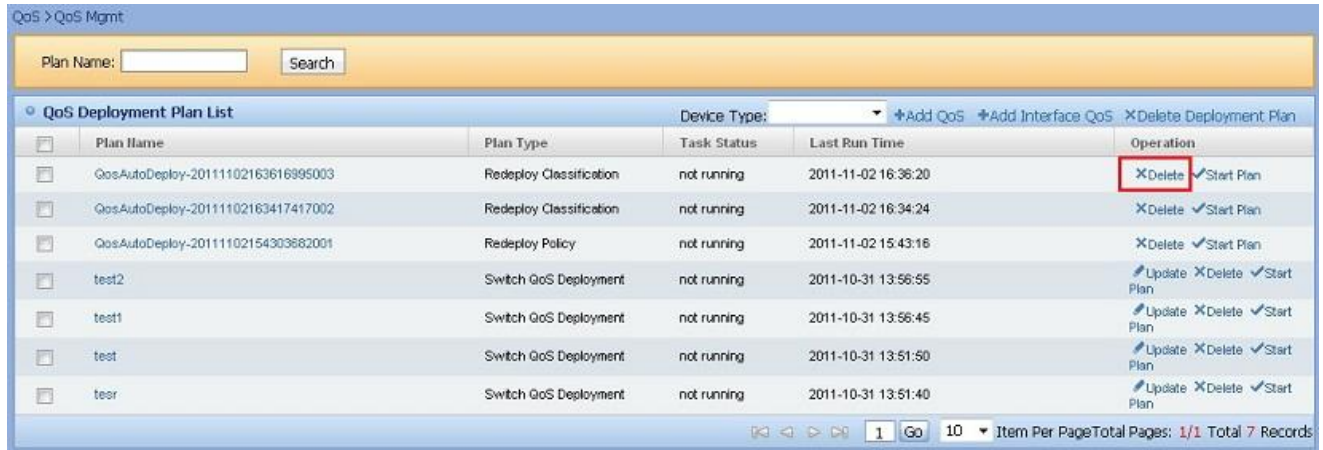 QoS > QoS Mgmt
Plan Name: Search
QoS Deployment Plan List Device Type: Add QoS Add Interface QoS Delete Deployment Plan
Plan Name Plan Type Task Status Last Run Time Operation
QosAutoDeploy-20111102163616995003 Redeploy Classification not running 2011-11-02 16:36:20 Delete Start Plan
QosAutoDeploy-20111102163417417002 Redeploy Classification not running 2011-11-02 16:34:24 Delete Start Plan
QosAutoDeploy-20111102154303682001 Redeploy Policy not running 2011-11-02 15:43:16 Delete Start Plan
test2 Switch QoS Deployment not running 2011-10-31 13:56:55 Update Delete Start
Plan
test1 Switch QoS Deployment not running 2011-10-31 13:56:45 Update Delete Start
Plan
test Switch QoS Deployment not running 2011-10-31 13:51:50 Update Delete Start
Plan
tesr Switch QoS Deployment not running 2011-10-31 13:51:40 Update Delete Start
Plan
1 Go 10 Item Per PageTotal Pages: 1/1 Total 7 Records